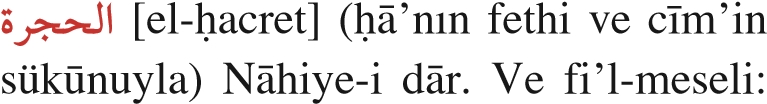 الحجرة [el-ḥacret] (ḥā’nın fethi ve cīm’in
sükūnuyla) Nāhiye-i dār. Ve fi’l-meseli: